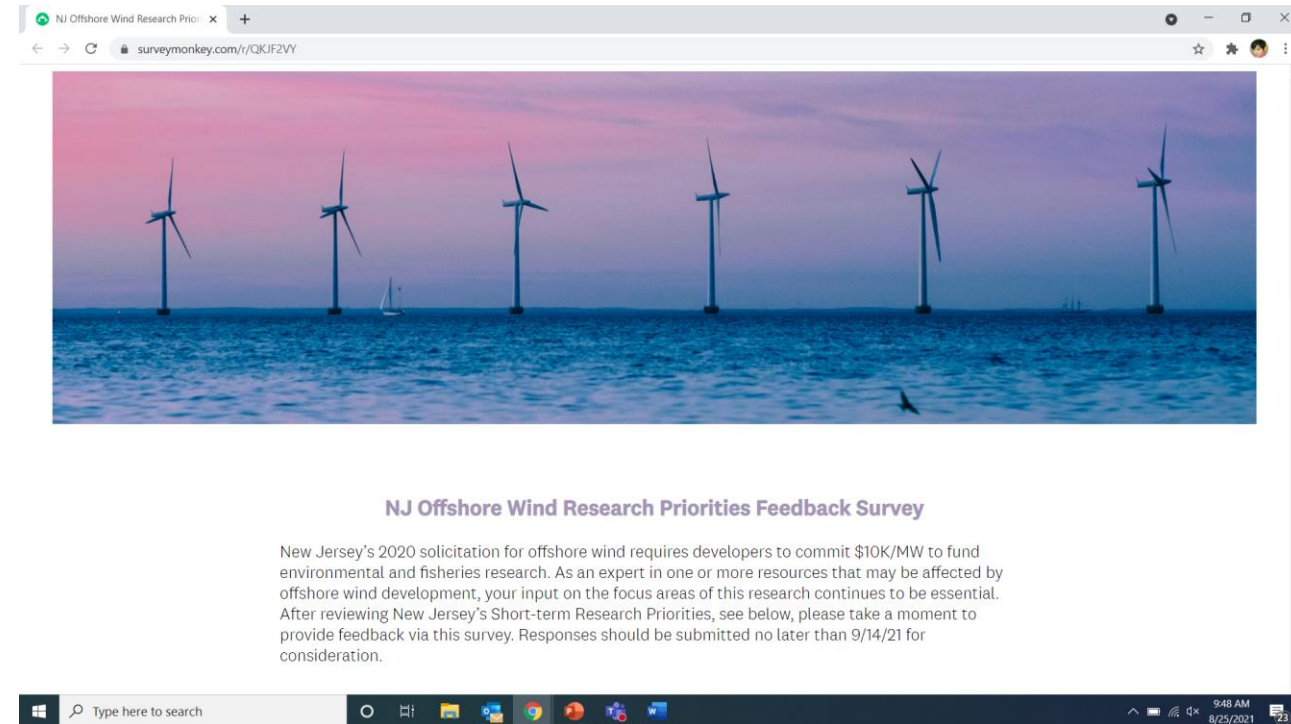 NJ Offshore Wind Research Prior
surveymonkey.com/r/QKJF2VY
NJ Offshore Wind Research Priorities Feedback Survey
New Jersey's 2020 solicitation for offshore wind requires developers to commit $10K/MW to fund
environmental and fisheries research. As an expert in one or more resources that may be affected by
offshore wind development, your input on the focus areas of this research continues to be essential.
After reviewing New Jersey's Short-term Research Priorities, see below, please take a moment to
provide feedback via this survey. Responses should be submitted no later than 9/14/21 for
consideration.
Type here to search
9:48 AM
8/25/2021
23